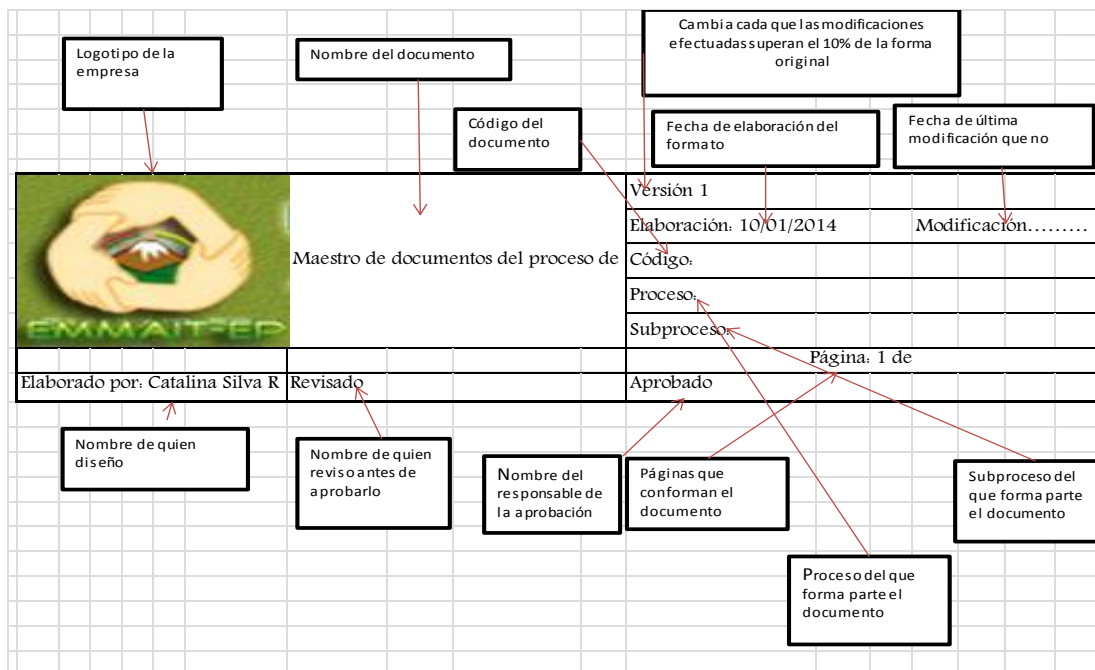 Cambia cada que las modificaciones
efectuadas superan el 10% de la forma
original
Logotipo de la
empresa
Nombre del documento
Código del
documento
Fecha de elaboración del
formato
Fecha de última
modificación que no
Versión 1
Elaboración: 10/01/2014 Modificación.........
Maestro de documentos del proceso de
Código:
Proceso:
Subproceso:
EMMAIT-EP
Página: 1 de
Elaborado por: Catalina Silva R
Revisado
Aprobado
Nombre de quien
diseño
Nombre de quien
reviso antes de
aprobarlo
Nombre del
responsable de
la aprobación
Páginas que
conforman el
documento
Subproceso del
que forma parte
el documento
Proceso del que
forma parte el
documento